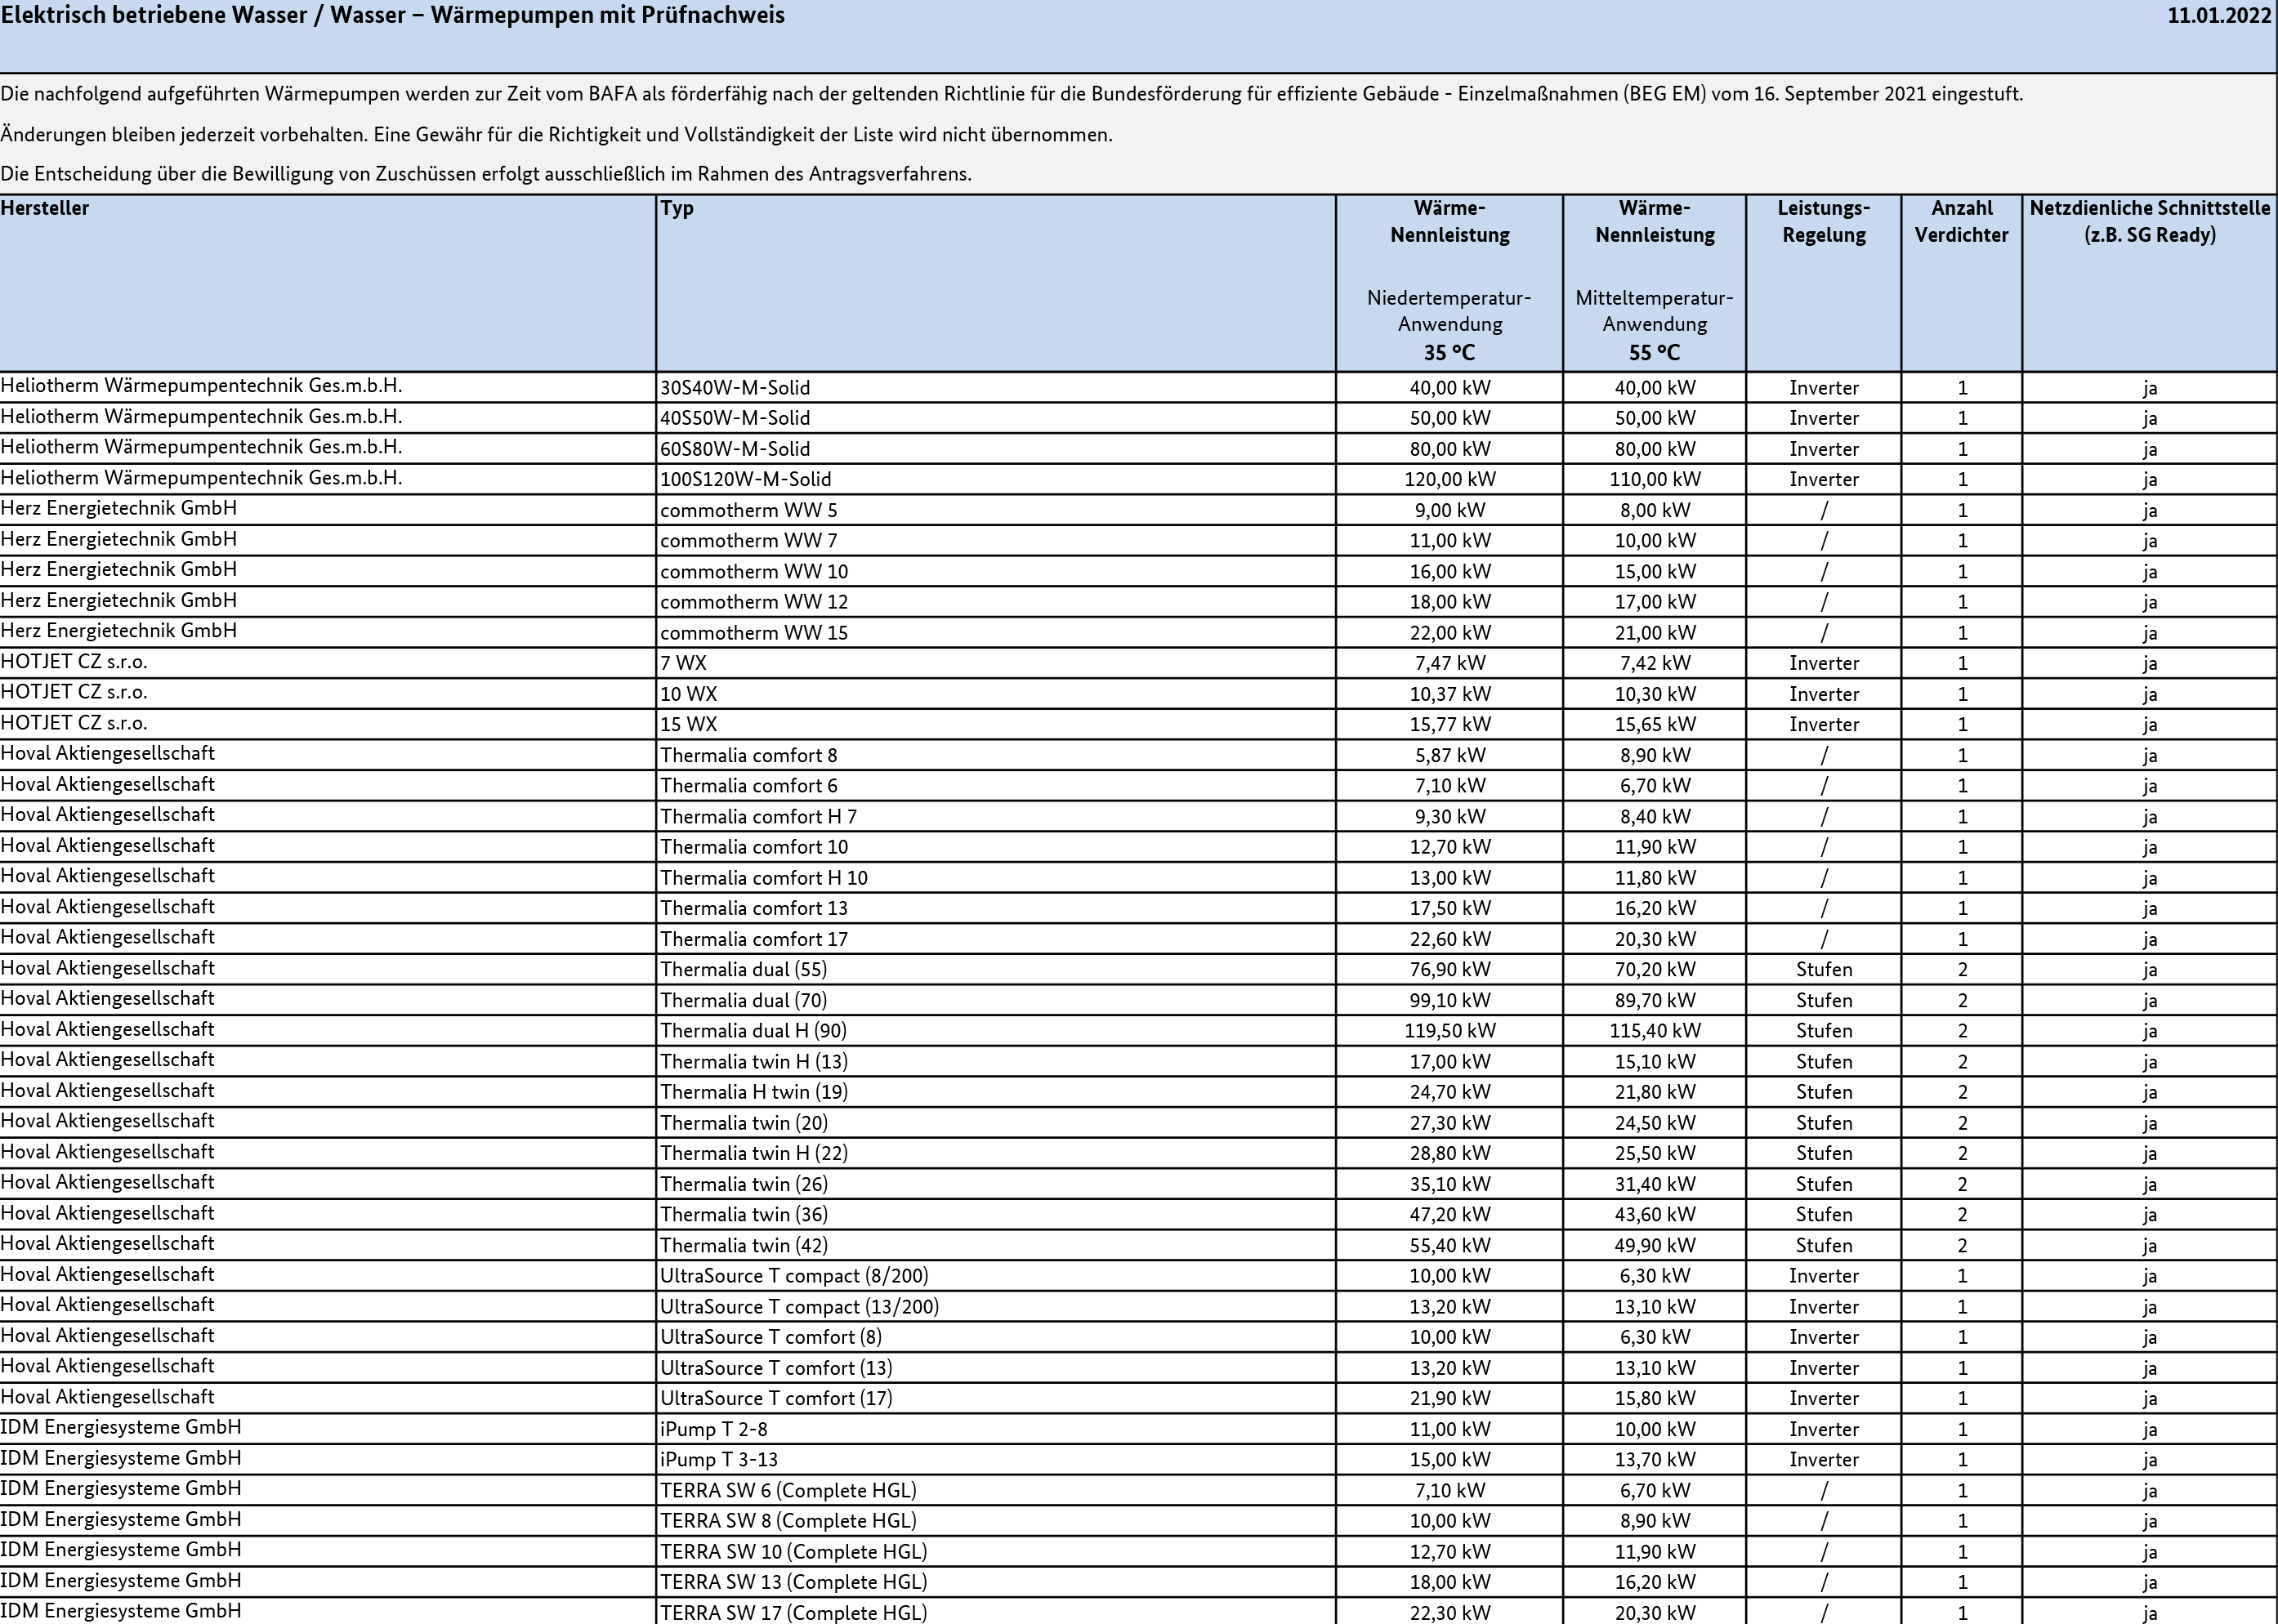 Elektrisch betriebene Wasser / Wasser – Wärmepumpen mit Prüfnachweis 11.01.2022
Die nachfolgend aufgeführten Wärmepumpen werden zur Zeit vom BAFA als förderfähig nach der geltenden Richtlinie für die Bundesförderung für effiziente Gebäude - Einzelmaßnahmen (BEG EM) vom 16. September 2021 eingestuft.
Änderungen bleiben jederzeit vorbehalten. Eine Gewähr für die Richtigkeit und Vollständigkeit der Liste wird nicht übernommen.
Die Entscheidung über die Bewilligung von Zuschüssen erfolgt ausschließlich im Rahmen des Antragsverfahrens.
Hersteller Typ Wärme- Wärme- Leistungs- Anzahl Netzdienliche Schnittstelle
Nennleistung Nennleistung Regelung Verdichter (z.B. SG Ready)
Niedertemperatur- Mitteltemperatur-
Anwendung Anwendung
35 °C 55 °C
Heliotherm Wärmepumpentechnik Ges.m.b.H. 30S40W-M-Solid 40,00 kW 40,00 kW Inverter 1 ja
Heliotherm Wärmepumpentechnik Ges.m.b.H. 40S50W-M-Solid 50,00 kW 50,00 kW Inverter 1 ja
Heliotherm Wärmepumpentechnik Ges.m.b.H. 60S80W-M-Solid 80,00 kW 80,00 kW Inverter 1 ja
Heliotherm Wärmepumpentechnik Ges.m.b.H. 100S120W-M-Solid 120,00 kW 110,00 kW Inverter 1 ja
Herz Energietechnik GmbH commotherm WW 5 9,00 kW 8,00 kW / 1 ja
Herz Energietechnik GmbH commotherm WW 7 11,00 kW 10,00 kW / 1 ja
Herz Energietechnik GmbH commotherm WW 10 16,00 kW 15,00 kW / 1 ja
Herz Energietechnik GmbH commotherm WW 12 18,00 kW 17,00 kW / 1 ja
Herz Energietechnik GmbH commotherm WW 15 22,00 kW 21,00 kW / 1 ja
HOTJET CZ s.r.o. 7 WX 7,47 kW 7,42 kW Inverter 1 ja
HOTJET CZ s.r.o. 10 WX 10,37 kW 10,30 kW Inverter 1 ja
HOTJET CZ s.r.o. 15 WX 15,77 kW 15,65 kW Inverter 1 ja
Hoval Aktiengesellschaft Thermalia comfort 8 5,87 kW 8,90 kW / 1 ja
Hoval Aktiengesellschaft Thermalia comfort 6 7,10 kW 6,70 kW / 1 ja
Hoval Aktiengesellschaft Thermalia comfort H 7 9,30 kW 8,40 kW / 1 ja
Hoval Aktiengesellschaft Thermalia comfort 10 12,70 kW 11,90 kW / 1 ja
Hoval Aktiengesellschaft Thermalia comfort H 10 13,00 kW 11,80 kW / 1 ja
Hoval Aktiengesellschaft Thermalia comfort 13 17,50 kW 16,20 kW / 1 ja
Hoval Aktiengesellschaft Thermalia comfort 17 22,60 kW 20,30 kW / 1 ja
Hoval Aktiengesellschaft Thermalia dual (55) 76,90 kW 70,20 kW Stufen 2 ja
Hoval Aktiengesellschaft Thermalia dual (70) 99,10 kW 89,70 kW Stufen 2 ja
Hoval Aktiengesellschaft Thermalia dual H (90) 119,50 kW 115,40 kW Stufen 2 ja
Hoval Aktiengesellschaft Thermalia twin H (13) 17,00 kW 15,10 kW Stufen 2 ja
Hoval Aktiengesellschaft Thermalia H twin (19) 24,70 kW 21,80 kW Stufen 2 ja
Hoval Aktiengesellschaft Thermalia twin (20) 27,30 kW 24,50 kW Stufen 2 ja
Hoval Aktiengesellschaft Thermalia twin H (22) 28,80 kW 25,50 kW Stufen 2 ja
Hoval Aktiengesellschaft Thermalia twin (26) 35,10 kW 31,40 kW Stufen 2 ja
Hoval Aktiengesellschaft Thermalia twin (36) 47,20 kW 43,60 kW Stufen 2 ja
Hoval Aktiengesellschaft Thermalia twin (42) 55,40 kW 49,90 kW Stufen 2 ja
Hoval Aktiengesellschaft UltraSource T compact (8/200) 10,00 kW 6,30 kW Inverter 1 ja
Hoval Aktiengesellschaft UltraSource T compact (13/200) 13,20 kW 13,10 kW Inverter 1 ja
Hoval Aktiengesellschaft UltraSource T comfort (8) 10,00 kW 6,30 kW Inverter 1 ja
Hoval Aktiengesellschaft UltraSource T comfort (13) 13,20 kW 13,10 kW Inverter 1 ja
Hoval Aktiengesellschaft UltraSource T comfort (17) 21,90 kW 15,80 kW Inverter 1 ja
IDM Energiesysteme GmbH iPump T 2-8 11,00 kW 10,00 kW Inverter 1 ja
IDM Energiesysteme GmbH iPump T 3-13 15,00 kW 13,70 kW Inverter 1 ja
IDM Energiesysteme GmbH TERRA SW 6 (Complete HGL) 7,10 kW 6,70 kW / 1 ja
IDM Energiesysteme GmbH TERRA SW 8 (Complete HGL) 10,00 kW 8,90 kW / 1 ja
IDM Energiesysteme GmbH TERRA SW 10 (Complete HGL) 12,70 kW 11,90 kW / 1 ja
IDM Energiesysteme GmbH TERRA SW 13 (Complete HGL) 18,00 kW 16,20 kW / 1 ja
IDM Energiesysteme GmbH TERRA SW 17 (Complete HGL) 22,30 kW 20,30 kW / 1 ja